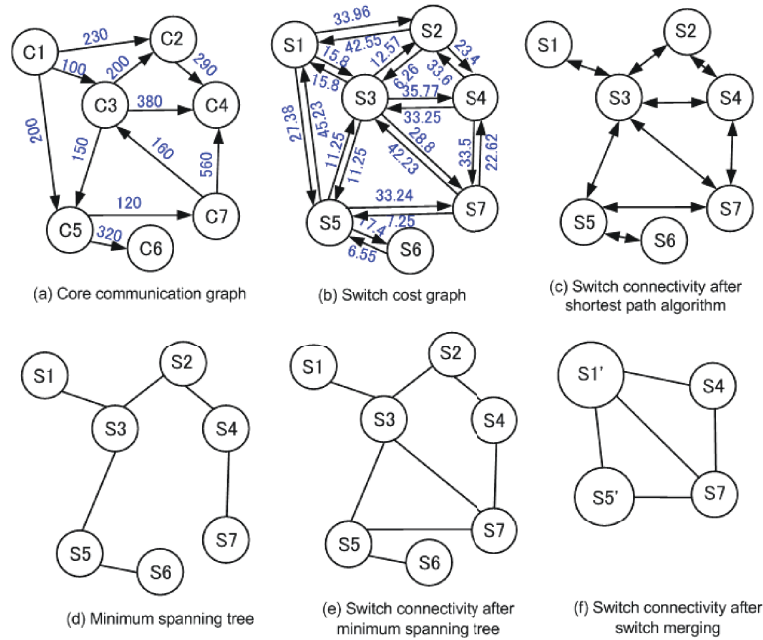 C1
230
C2
100
200
290
C3
380
C4
200
150
160
560
120
C7
C5
320
C6
(a) Core communication graph
33.96
S1
S2
42.55
15.8
12.57
23.4
15.8
6.26
33.6
S3
35.77
S4
33.25
27.38
45.23
11.25
11.25
28.8
42.23
33.5
22.62
33.24
S7
S5
17.4
1.25
S6
6.55
(b) Switch cost graph
S1
S2
S3
S4
S5
S7
S6
(c) Switch connectivity after
shortest path algorithm
S1
S2
S3
S4
S5
S7
S6
(d) Minimum spanning tree
S1
S2
S3
S4
S5
S7
S6
(e) Switch connectivity after
minimum spanning tree
S1'
S4
S5'
S7
(f) Switch connectivity after
switch merging